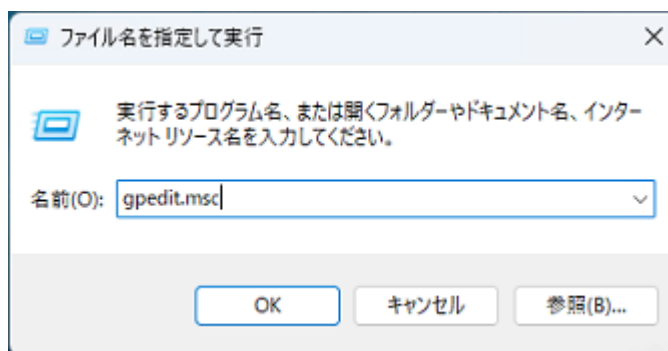 ファイル名を指定して実行
実行するプログラム名、または開くフォルダーやドキュメント名、インター
ネット リソース名を入力してください。
名前(O): gpedit.msc
OK キャンセル 参照(B)...